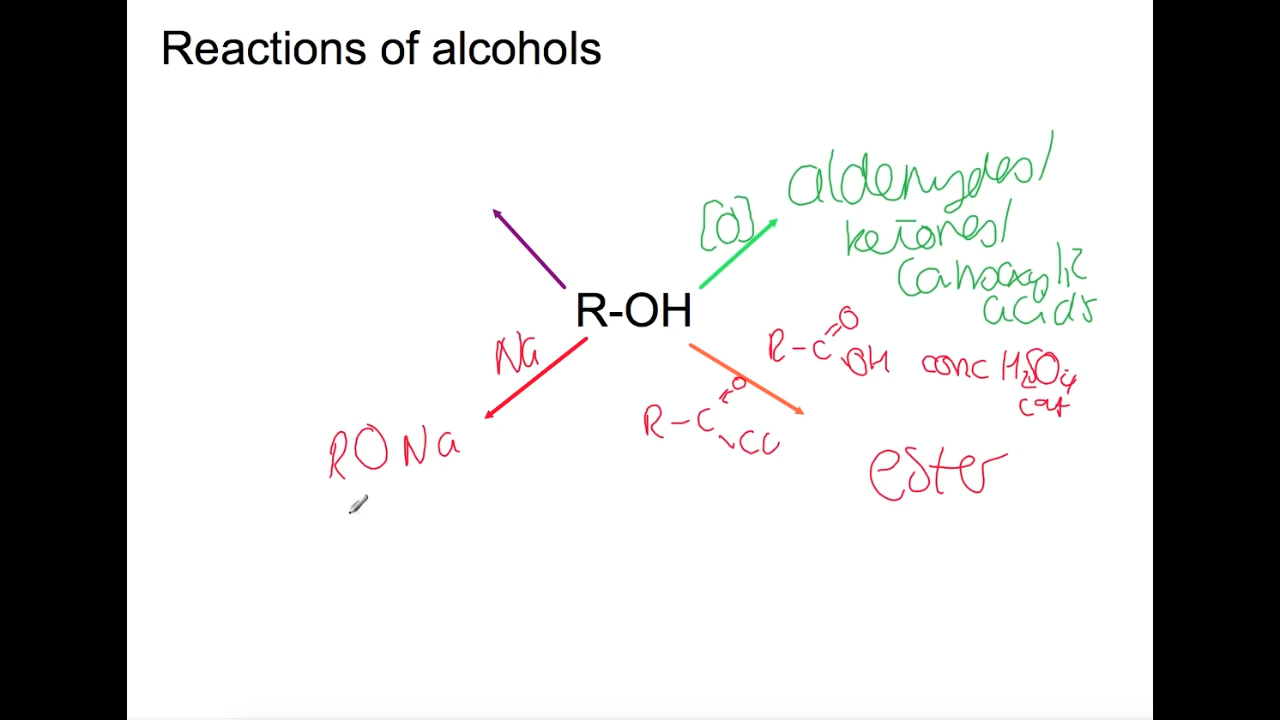 Reactions of alcohols
aldehydes/
[O]
ketones/
carboxylic
acids
R-OH
Na
R-C
O
OH
conc H2SO4
cat
R-C
O
Cl
RONa
ester